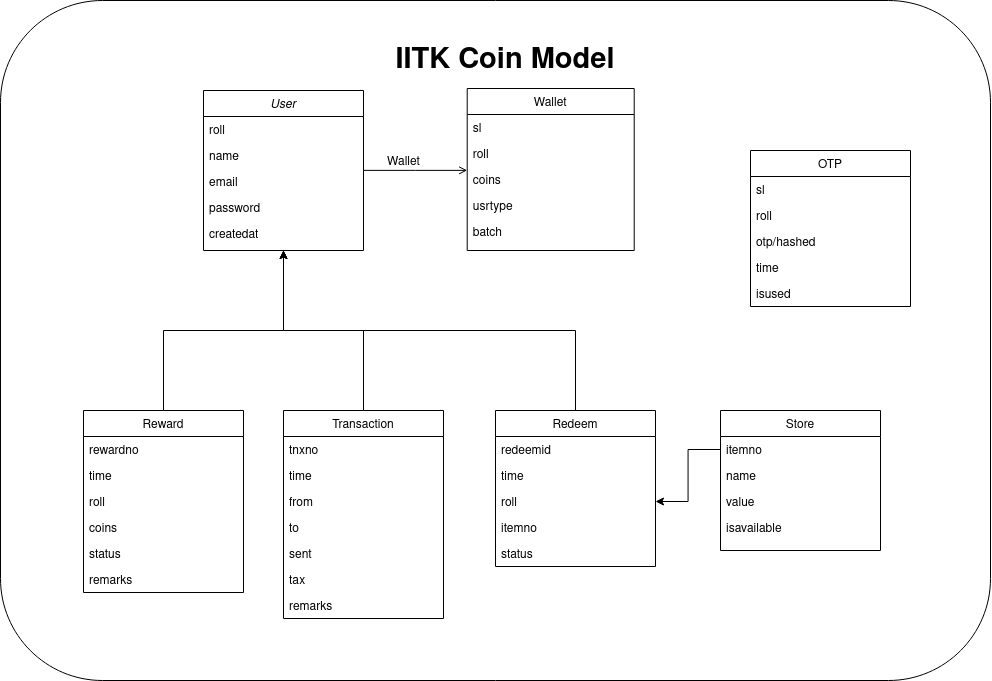 IITK Coin Model
User
roll
name
email
password
createdat
Wallet
Wallet
sl
roll
coins
usrtype
batch
OTP
sl
roll
otp/hashed
time
isused
Reward
rewardno
time
roll
coins
status
remarks
Transaction
tnxno
time
from
to
sent
tax
remarks
Redeem
redeemid
time
roll
itemno
status
Store
itemno
name
value
isavailable